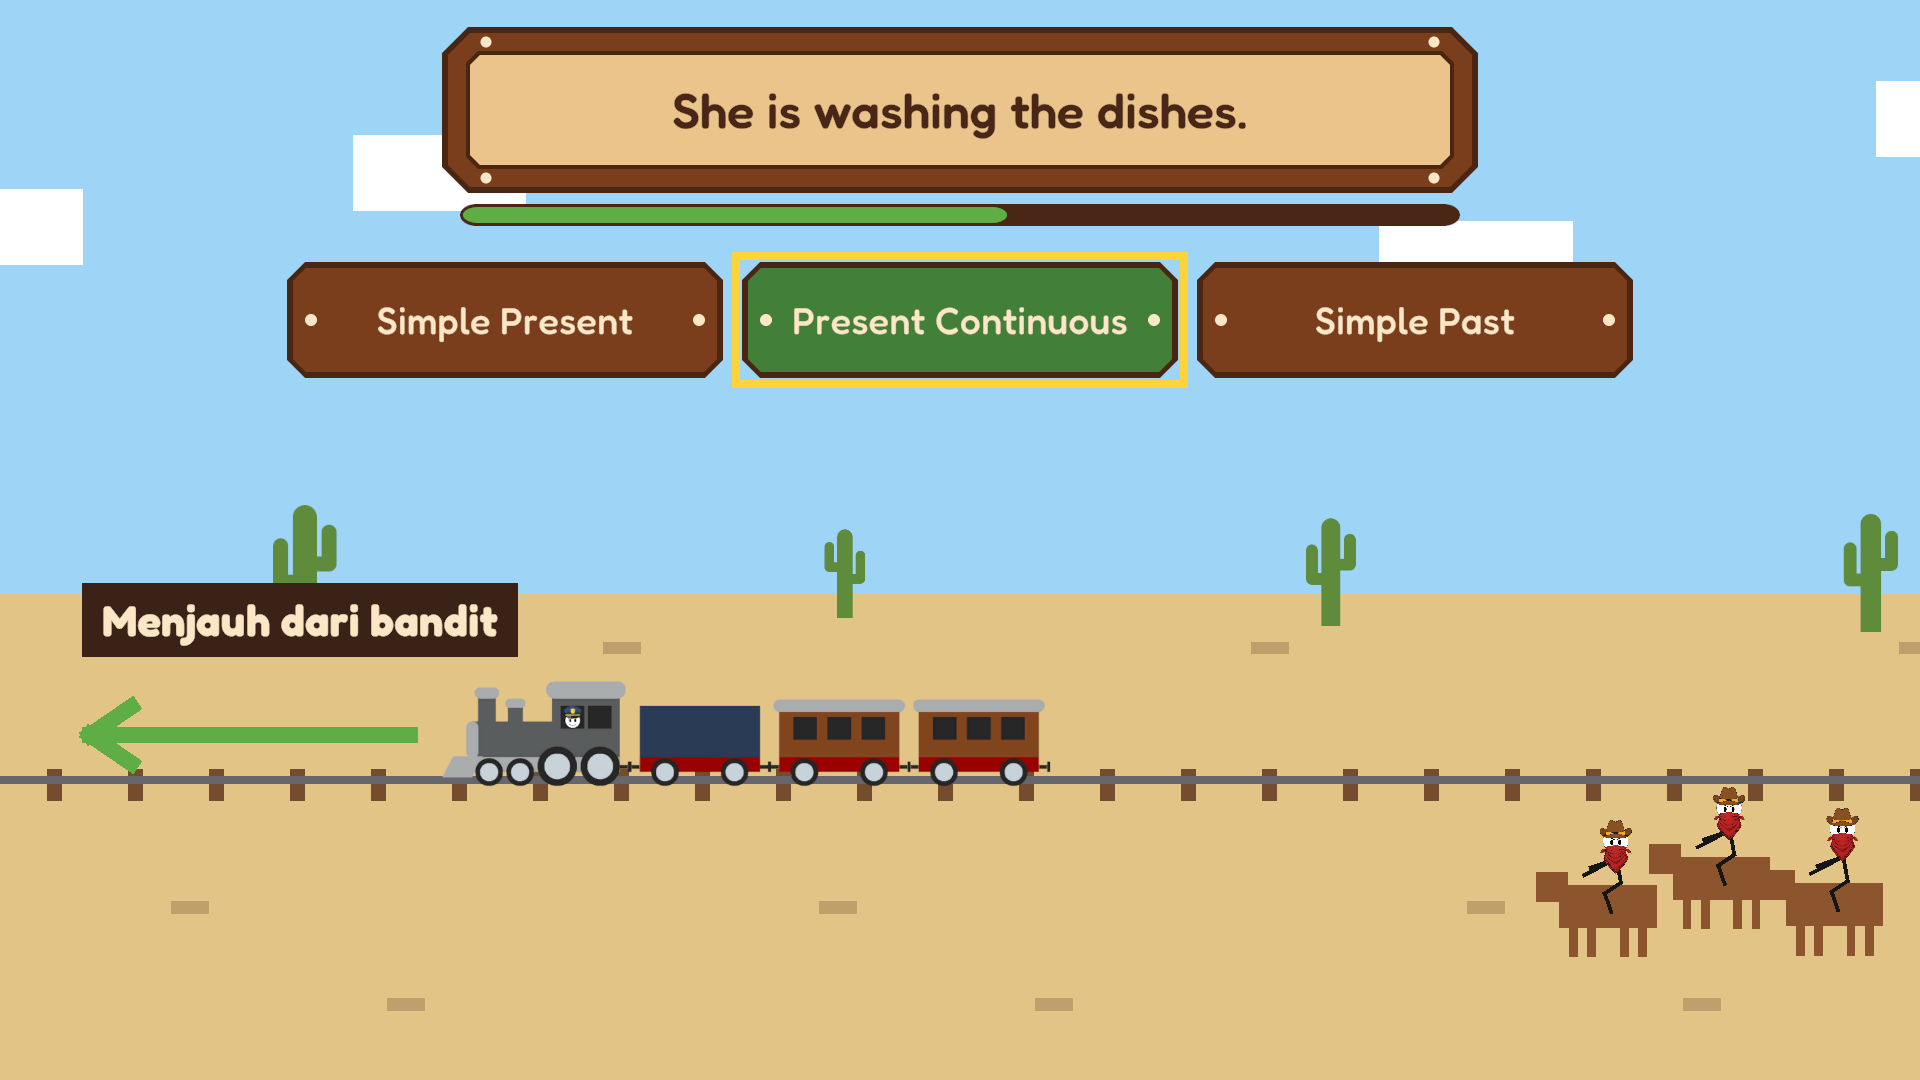 She is washing the dishes.
Simple Present
Present Continuous
Simple Past
Menjauh dari bandit